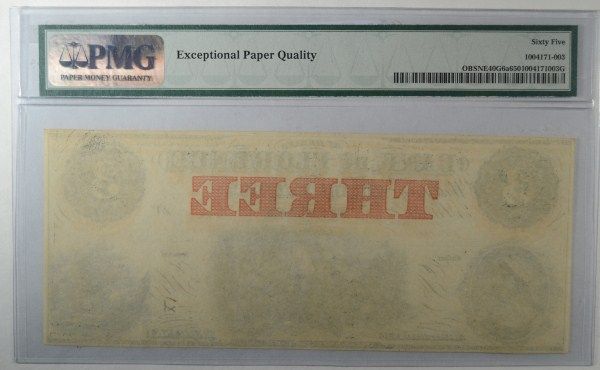 PMG
PAPER MONEY GUARANTY
Exceptional Paper Quality
Sixty Five
1004171-003
OBSNE40G6a6501004171003G
THREE